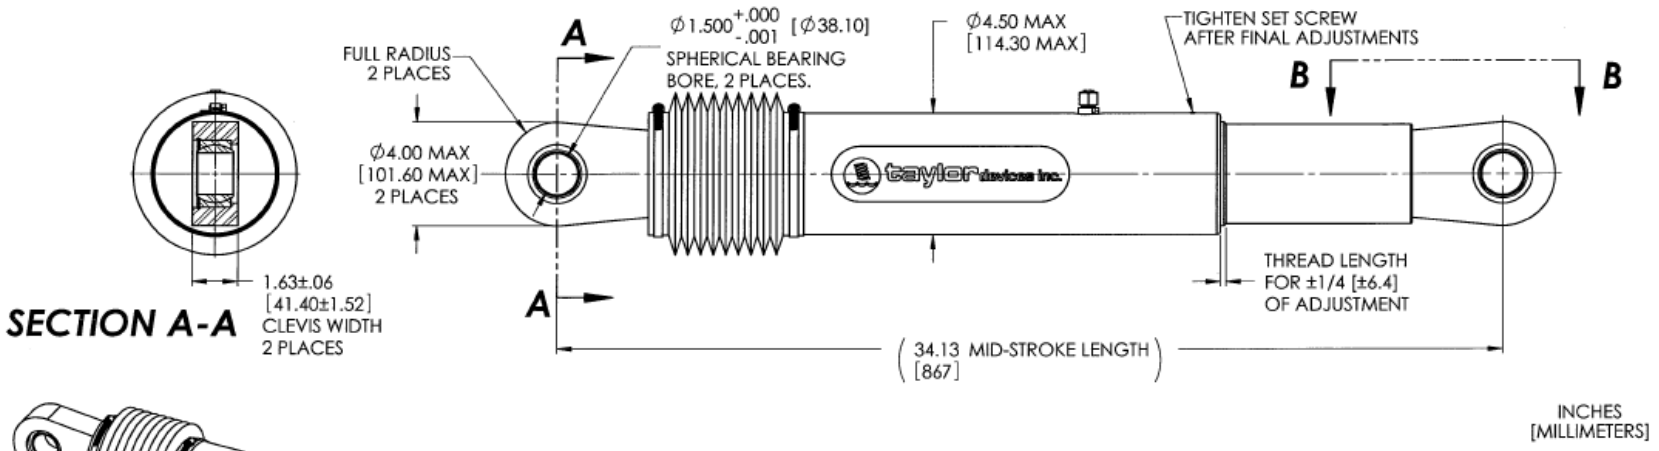 FULL RADIUS
2 PLACES
A
Ø1.500 +.000 -.001 [Ø38.10]
SPHERICAL BEARING
BORE, 2 PLACES.
Ø4.50 MAX
[114.30 MAX]
TIGHTEN SET SCREW
AFTER FINAL ADJUSTMENTS
B
B
Ø4.00 MAX
[101.60 MAX]
2 PLACES
taylor devices inc.
1.63±.06
[41.40±1.52]
CLEVIS WIDTH
2 PLACES
SECTION A-A
A
THREAD LENGTH
FOR ±1/4 [±6.4]
OF ADJUSTMENT
(34.13 MID-STROKE LENGTH)
[867]
INCHES
[MILLIMETERS]